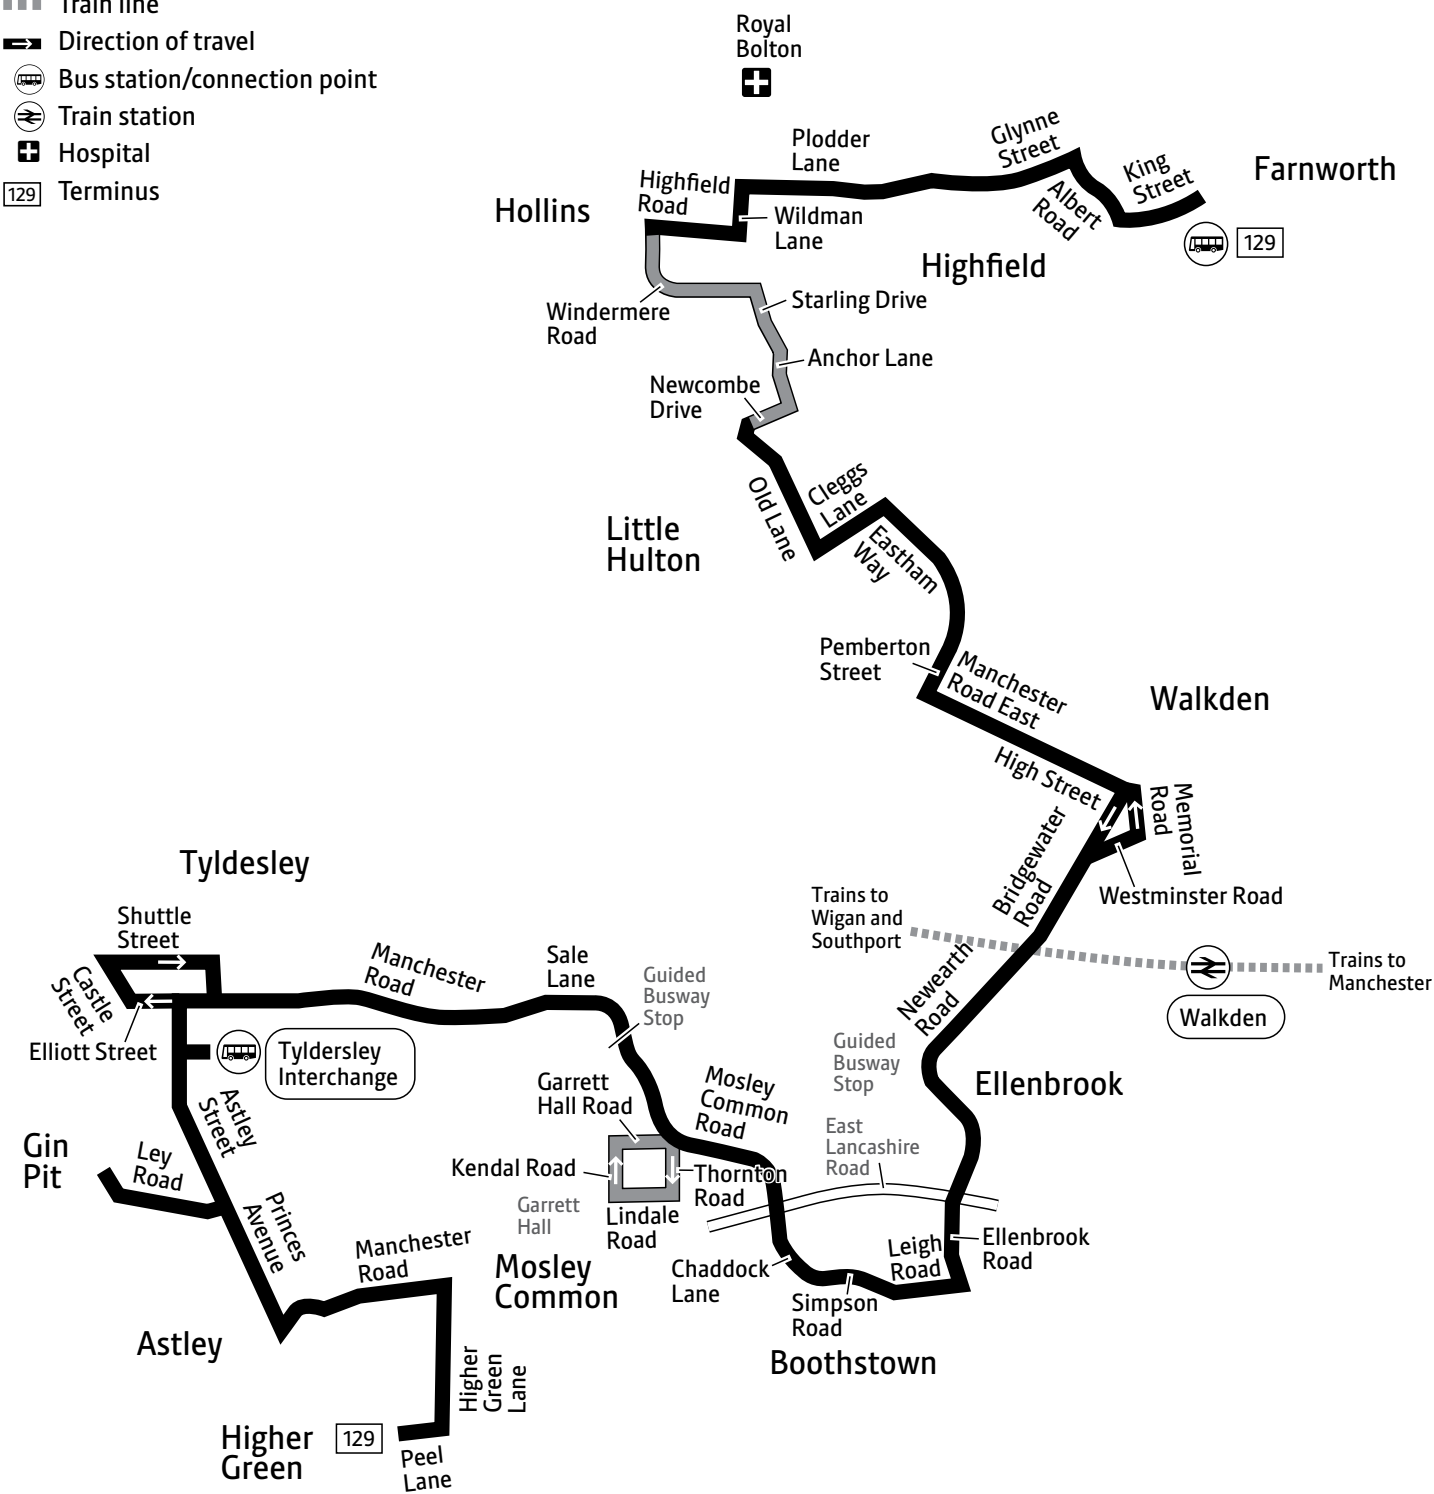 Train line
Direction of travel
Bus station/connection point
Train station
Hospital
129
Terminus
Royal
Bolton
Plodder
Lane
Glynne
Street
King
Street
Farnworth
Albert
Road
129
Highfield
Highfield
Road
Wildman
Lane
Hollins
Windermere
Road
Starling Drive
Anchor Lane
Newcombe
Drive
Old Lane
Cleggs
Lane
Eastham
Way
Little
Hulton
Pemberton
Street
Manchester
Road East
Walkden
High Street
Memorial
Road
Bridgewater
Road
Westminster Road
Trains to
Wigan and
Southport
Trains to
Manchester
Walkden
Newearth
Road
Guided
Busway
Stop
Ellenbrook
East
Lancashire
Road
Ellenbrook
Road
Leigh
Road
Simpson
Road
Chaddock
Lane
Boothstown
Mosley
Common
Road
Thornton
Road
Garrett
Hall Road
Kendal Road
Lindale
Road
Garrett
Hall
Mosley
Common
Guided
Busway
Stop
Sale
Lane
Manchester
Road
Tyldesley
Shuttle
Street
Castle
Street
Elliott Street
Tyldersley
Interchange
Astley
Street
Gin
Pit
Ley
Road
Princes
Avenue
Manchester
Road
Astley
Higher
Green
Lane
Higher
Green
129
Peel
Lane